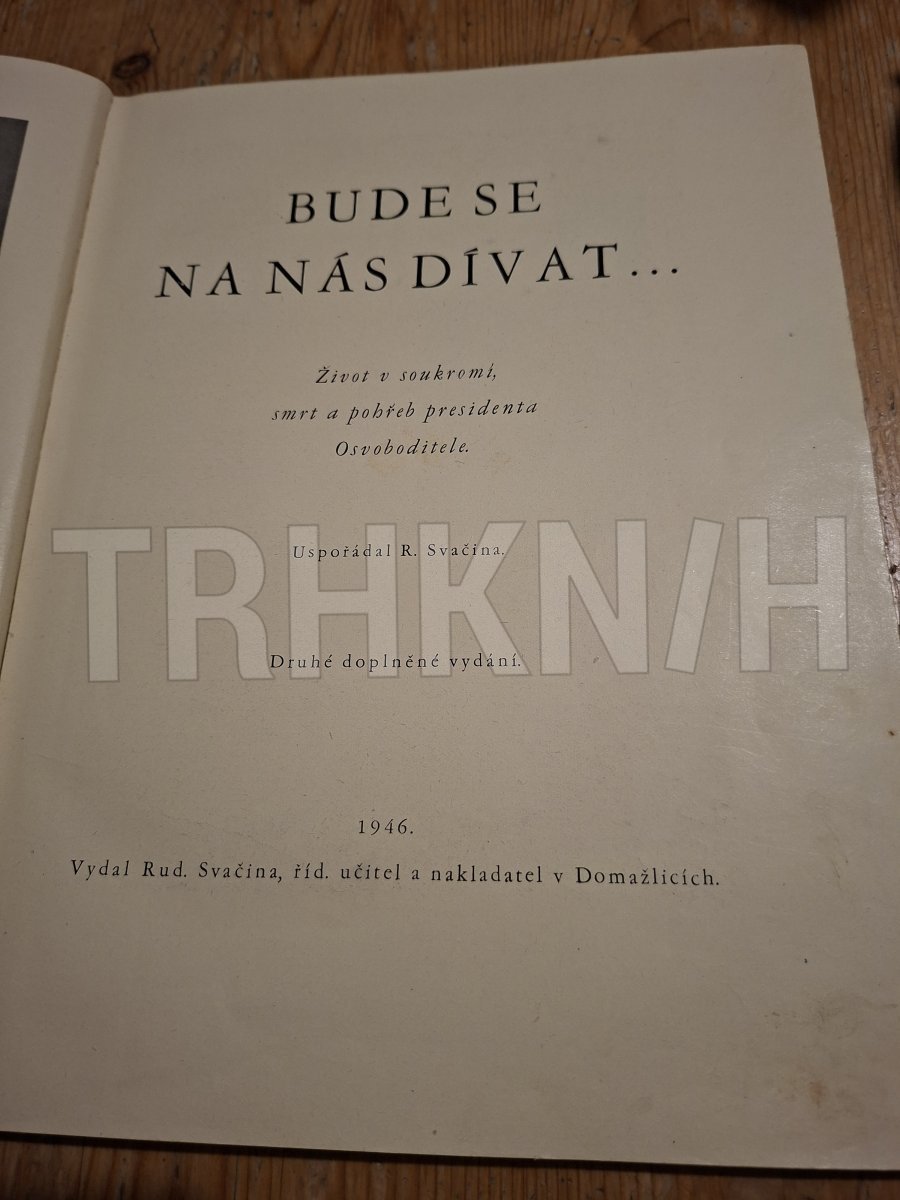 BUDE SE
NA NÁS DÍVAT...
Život v soukromí,
smrt a pohřeb presidenta
Osvoboditele.
Uspořádal R. Svačina.
TRHKNIH
Druhé doplněné vydání.
1946.
Vydal Rud. Svačina, říd. učitel a nakladatel v Domažlicích.